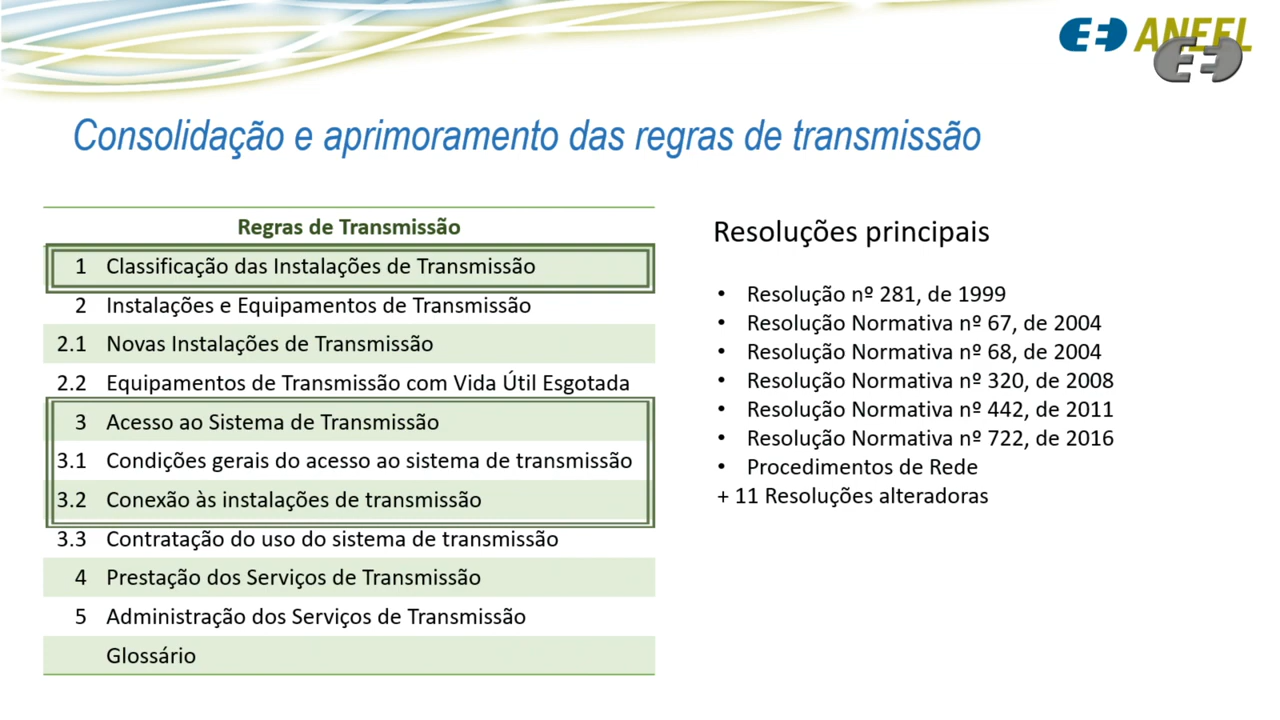 ANEEL
Consolidação e aprimoramento das regras de transmissão
Regras de Transmissão
1 Classificação das Instalações de Transmissão
2 Instalações e Equipamentos de Transmissão
2.1 Novas Instalações de Transmissão
2.2 Equipamentos de Transmissão com Vida Útil Esgotada
3 Acesso ao Sistema de Transmissão
3.1 Condições gerais do acesso ao sistema de transmissão
3.2 Conexão às instalações de transmissão
3.3 Contratação do uso do sistema de transmissão
4 Prestação dos Serviços de Transmissão
5 Administração dos Serviços de Transmissão
Glossário
Resoluções principais
• Resolução nº 281, de 1999
• Resolução Normativa nº 67, de 2004
• Resolução Normativa nº 68, de 2004
• Resolução Normativa nº 320, de 2008
• Resolução Normativa nº 442, de 2011
• Resolução Normativa nº 722, de 2016
• Procedimentos de Rede
+ 11 Resoluções alteradoras